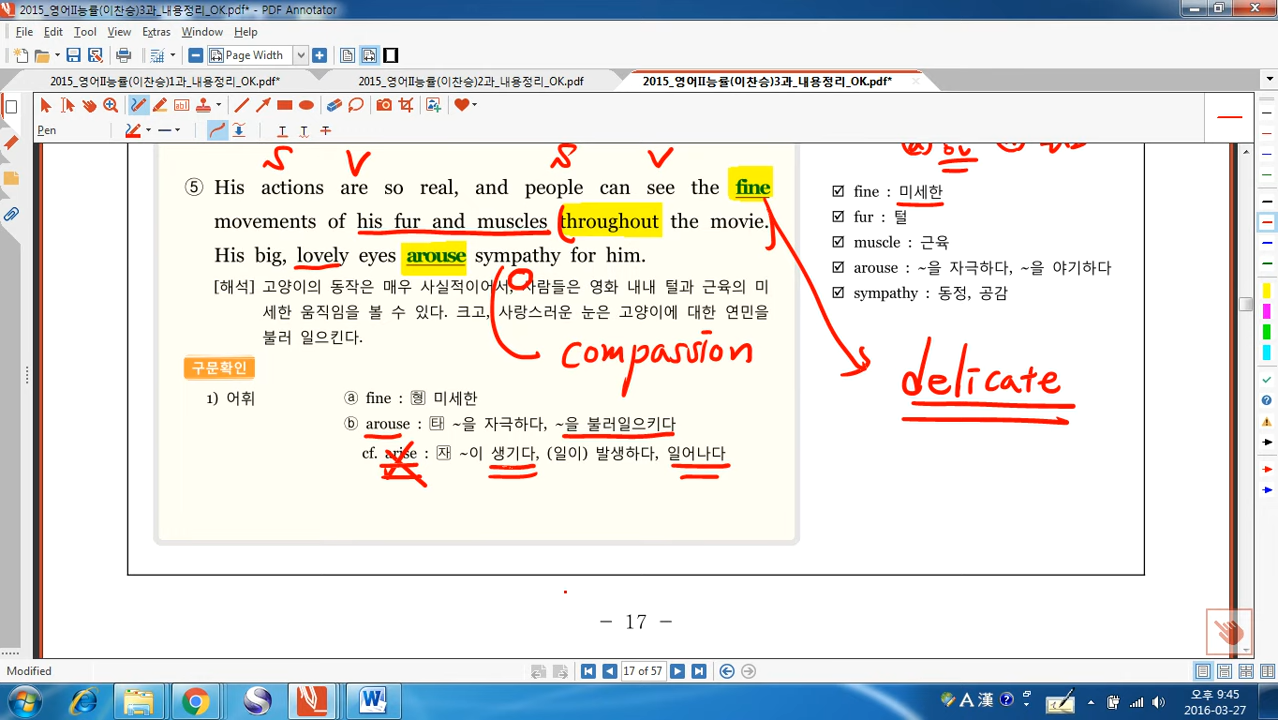 2015_영어II능률(이찬승)3과_내용정리_OK.pdf* - PDF Annotator
File Edit Tool View Extras Window Help
Page Width
2015_영어II능률(이찬승)1과_내용정리_OK.pdf* 2015_영어II능률(이찬승)2과_내용정리_OK.pdf 2015_영어II능률(이찬승)3과_내용정리_OK.pdf*
Pen
S V S V
⑤ His actions are so real, and people can see the fine
movements of his fur and muscles (throughout the movie.)
His big, lovely eyes arouse sympathy for him.
[해석] 고양이의 동작은 매우 사실적이어서, 사람들은 영화 내내 털과 근육의 미
세한 움직임을 볼 수 있다. 크고, 사랑스러운 눈은 고양이에 대한 연민을
불러 일으킨다.
compassion
구문확인
1) 어휘 ⓐ fine : 형 미세한
ⓑ arouse : 타 ~을 자극하다, ~을 불러일으키다
cf. arise : 자 ~이 생기다, (일이) 발생하다, 일어나다
fine : 미세한
fur : 털
muscle : 근육
arouse : ~을 자극하다, ~을 야기하다
sympathy : 동정, 공감
delicate
- 17 -
Modified
17 of 57
A 漢
오후 9:45
2016-03-27